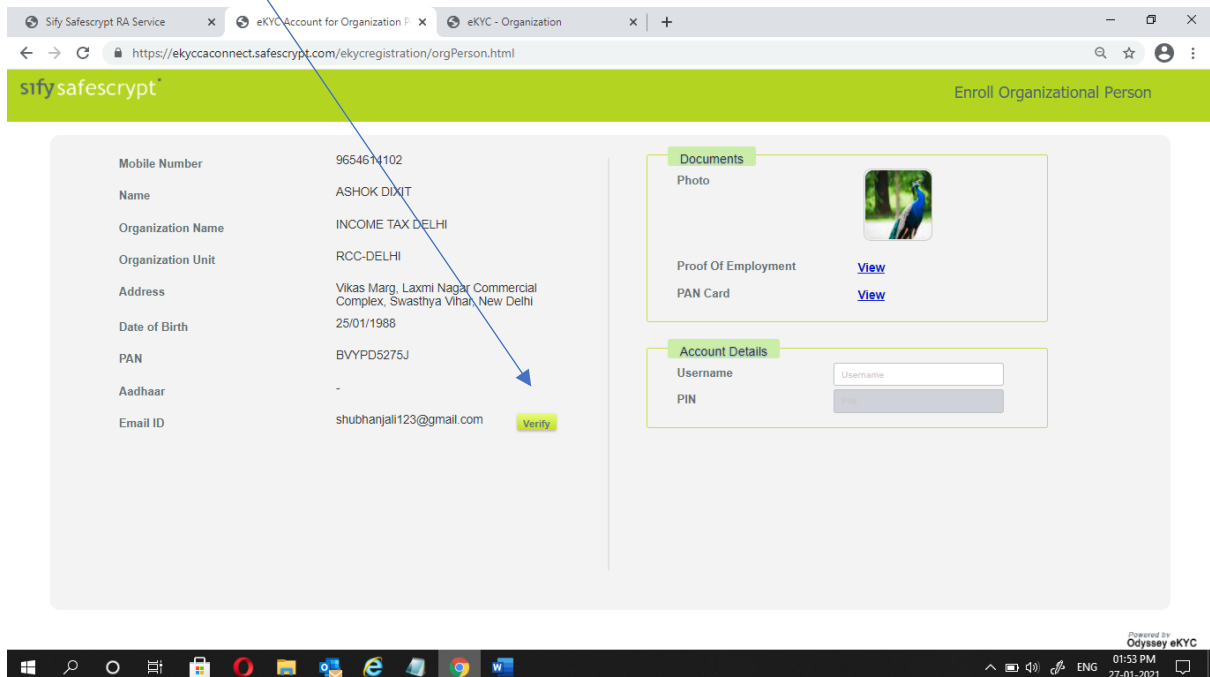 Sify Safescrypt RA Service
eKYC Account for Organization P
eKYC - Organization
https://ekyccaconnect.safescrypt.com/ekycregistration/orgPerson.html
sifysafescrypt
Enroll Organizational Person
Mobile Number 9654614102
Name ASHOK DIXIT
Organization Name INCOME TAX DELHI
Organization Unit RCC-DELHI
Address Vikas Marg, Laxmi Nagar Commercial
Complex, Swasthya Vihar, New Delhi
Date of Birth 25/01/1988
PAN BVYPD5275J
Aadhaar -
Email ID shubhanjali123@gmail.com Verify
Documents
Photo
Proof Of Employment View
PAN Card View
Account Details
Username Username
PIN
Powered by
Odyssey eKYC
ENG
01:53 PM
27-01-2021